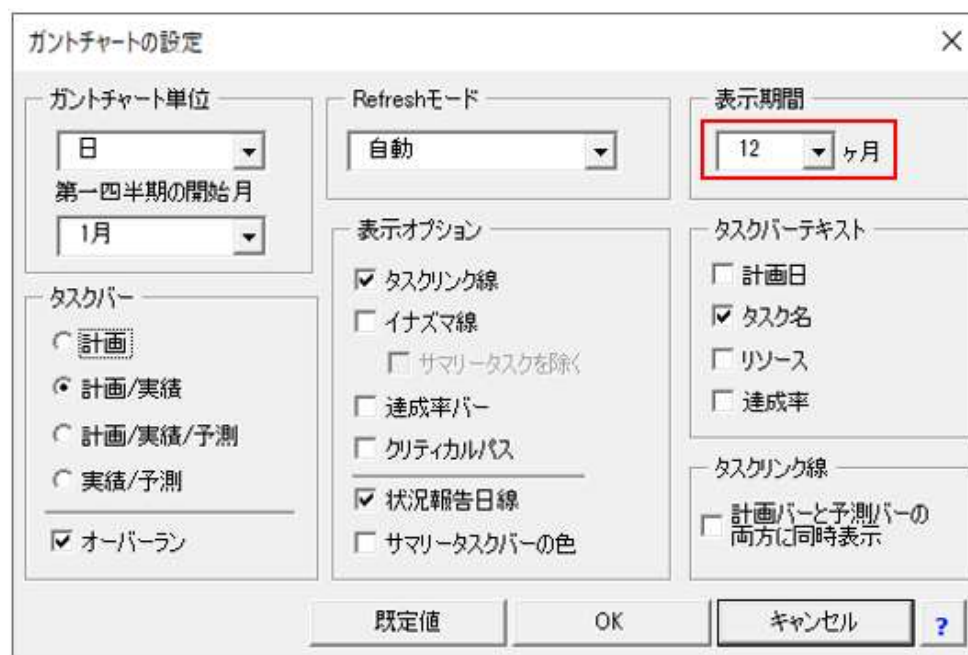 ガントチャートの設定
ガントチャート単位
日
第一四半期の開始月
1月
タスクバー
計画
計画/実績
計画/実績/予測
実績/予測
オーバーラン
Refreshモード
自動
表示オプション
タスクリンク線
イナズマ線
サマリータスクを除く
達成率バー
クリティカルパス
状況報告日線
サマリータスクバーの色
表示期間
12 ヶ月
タスクバーテキスト
計画日
タスク名
リソース
達成率
タスクリンク線
計画バーと予測バーの
両方に同時表示
既定値
OK
キャンセル
?